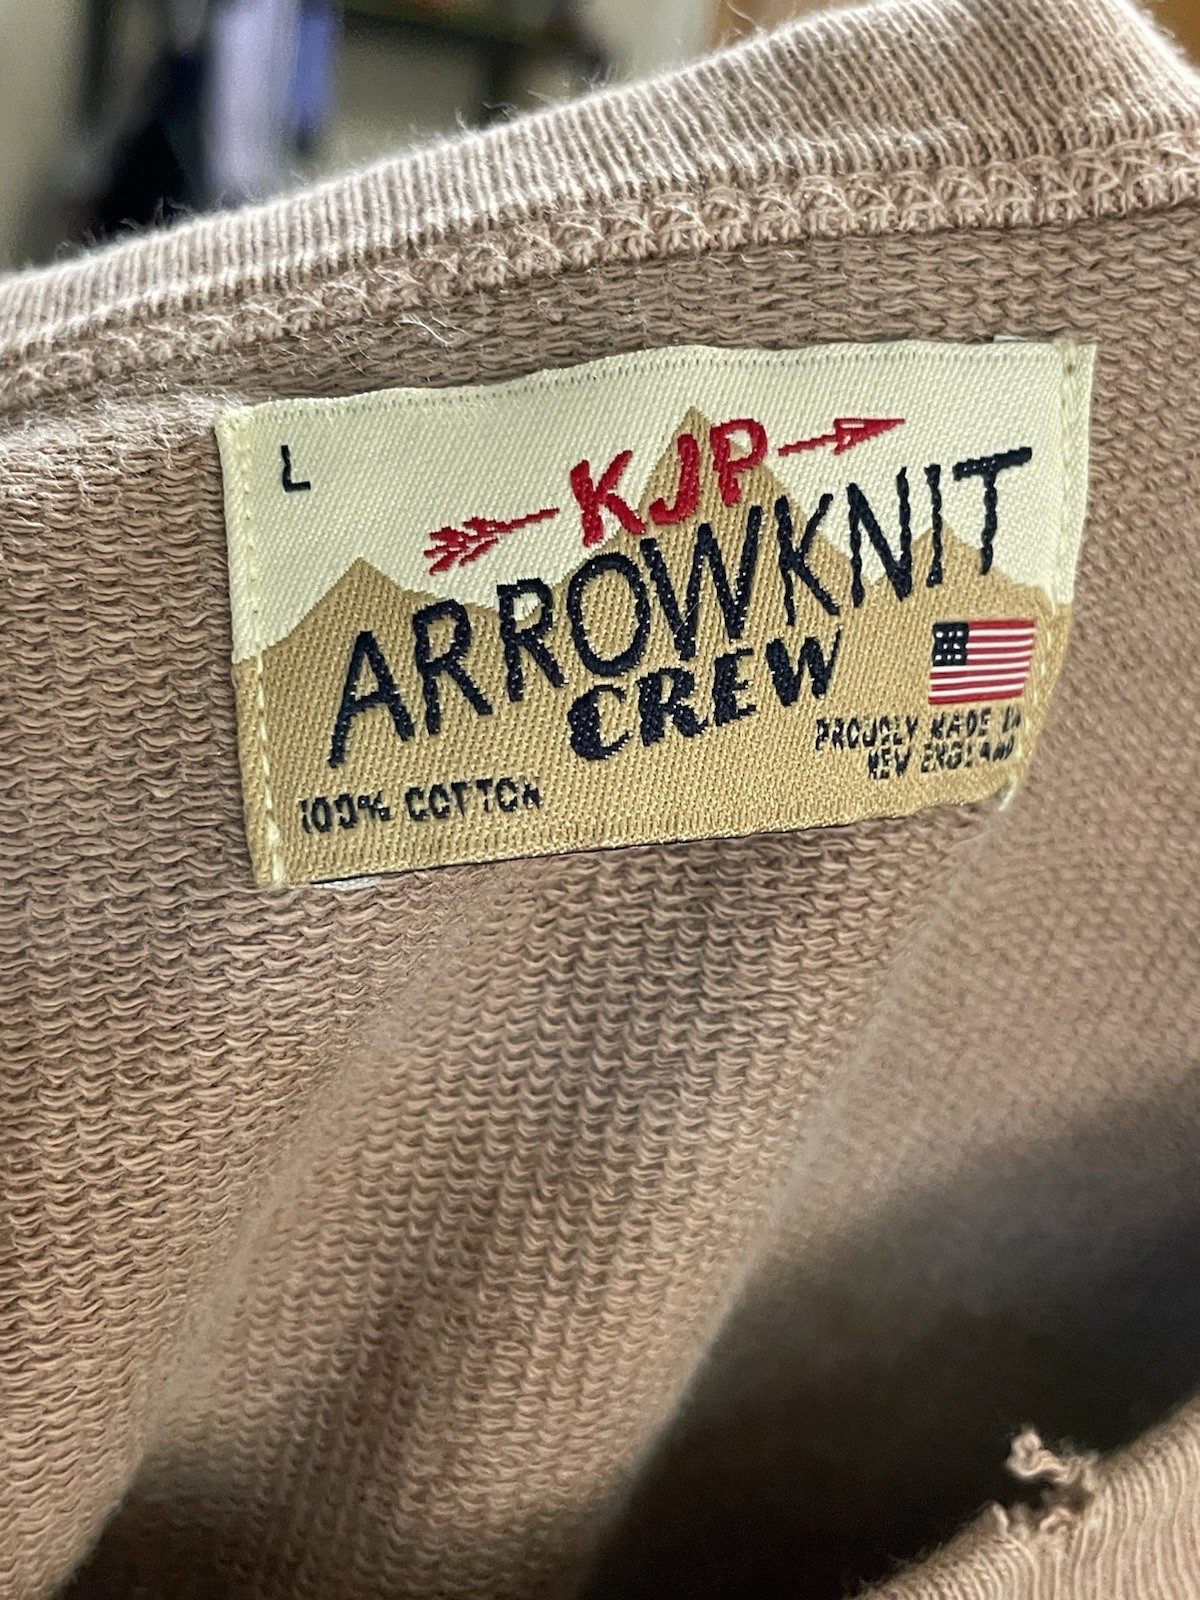 L
KJP
ARROWKNIT
CREW
PROUDLY MADE IN
NEW ENGLAND
100% COTTON